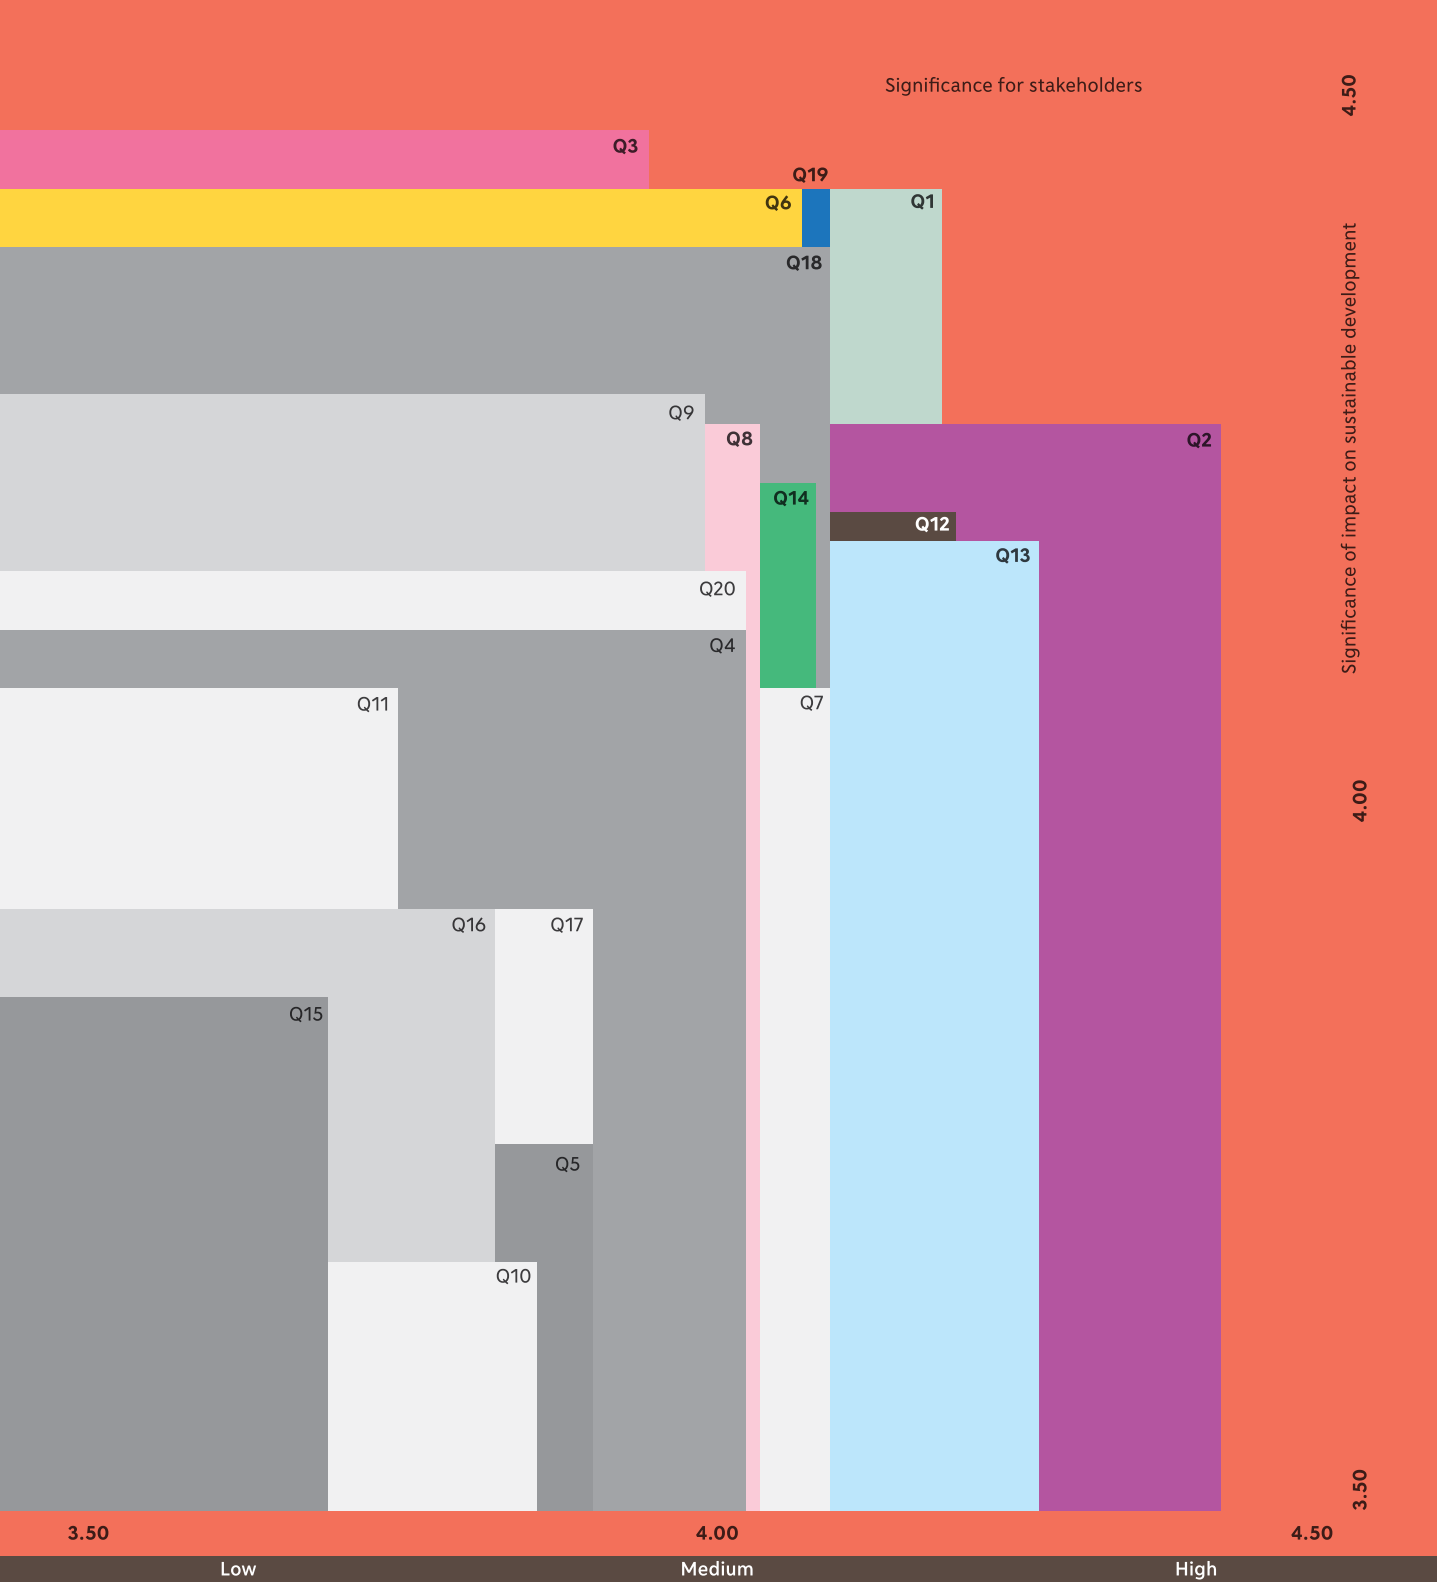 Significance for stakeholders
4.50
Q3
Q19
Q6
Q1
Q18
Significance of impact on sustainable development
Q9
Q8
Q2
Q14
Q12
Q13
Q20
Q4
Q11
Q7
4.00
Q16
Q17
Q15
Q5
Q10
3.50
3.50
4.00
4.50
Low
Medium
High